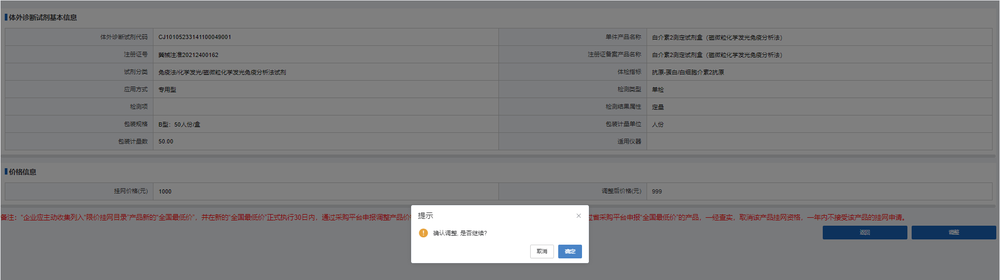 体外诊断试剂基本信息
体外诊断试剂代码 CJ10105233141100049001 单件产品名称 白介素2测定试剂盒（磁微粒化学发光免疫分析法）
注册证号 冀械注准20212400162 注册证备案产品名称 白介素2测定试剂盒（磁微粒化学发光免疫分析法）
试剂分类 免疫法/化学发光/磁微粒化学发光免疫分析法试剂 体检指标 抗原-蛋白/白细胞介素2抗原
应用方式 专用型 检测类型 单检
检测项 检测结果属性 定量
包装规格 B型：50人份/盒 包装计量单位 人份
包装计量数 50.00 适用仪器
价格信息
挂网价格(元) 1000 调整后价格(元) 999
备注：“企业应主动收集列入“限价挂网目录”产品新的“全国最低价”，并在新的“全国最低价”正式执行30日内，通过采购平台申报调整产品价 过省采购平台申报“全国最低价”的产品，一经查实，取消该产品挂网资格，一年内不接受该产品的挂网申请。
提示
确认调整, 是否继续?
取消 确定
返回 调整